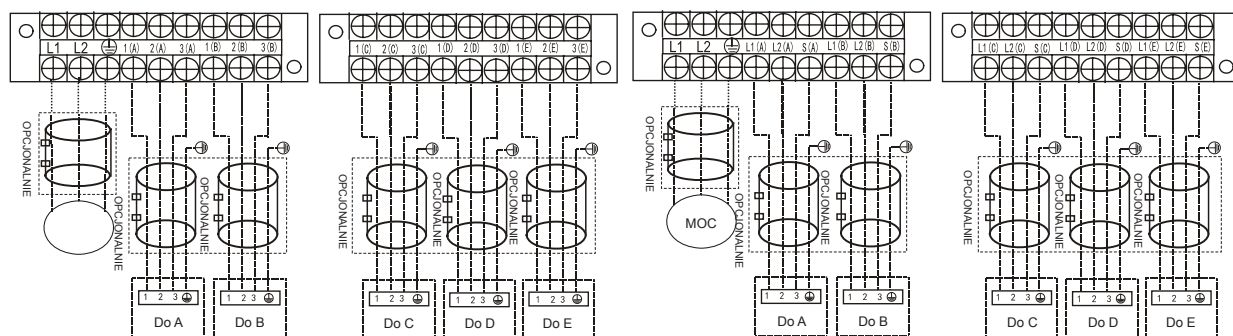 L1 L2 1(A) 2(A) 3(A) 1(B) 2(B) 3(B)
OPCJONALNIE
OPCJONALNIE
OPCJONALNIE
1 2 3
Do A
1 2 3
Do B
1(C) 2(C) 3(C) 1(D) 2(D) 3(D) 1(E) 2(E) 3(E)
OPCJONALNIE
OPCJONALNIE
OPCJONALNIE
1 2 3
Do C
1 2 3
Do D
1 2 3
Do E
L1 L2 L1(A) L2(A) S(A) L1(B) L2(B) S(B)
OPCJONALNIE
MOC
OPCJONALNIE
OPCJONALNIE
1 2 3
Do A
1 2 3
Do B
L1(C) L2(C) S(C) L1(D) L2(D) S(D) L1(E) L2(E) S(E)
OPCJONALNIE
OPCJONALNIE
OPCJONALNIE
1 2 3
Do C
1 2 3
Do D
1 2 3
Do E